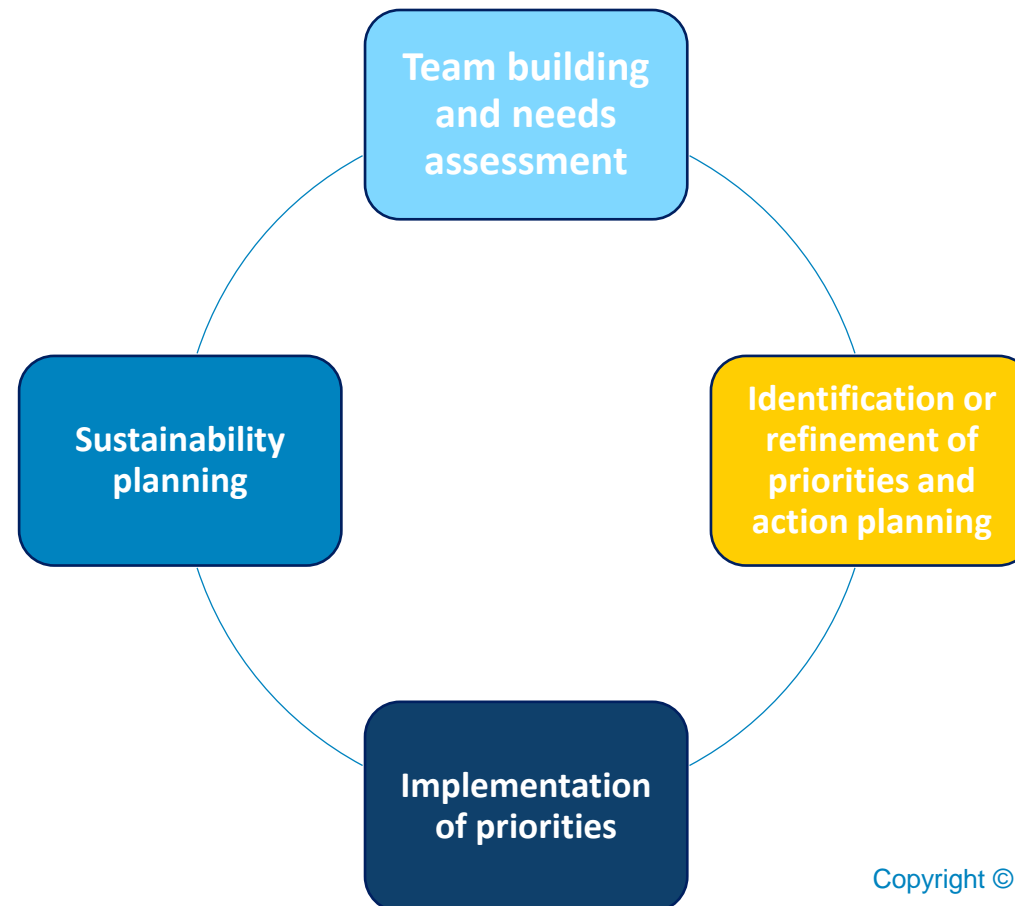 Team building
and needs
assessment
Identification or
refinement of
priorities and
action planning
Sustainability
planning
Implementation
of priorities
Copyright ©